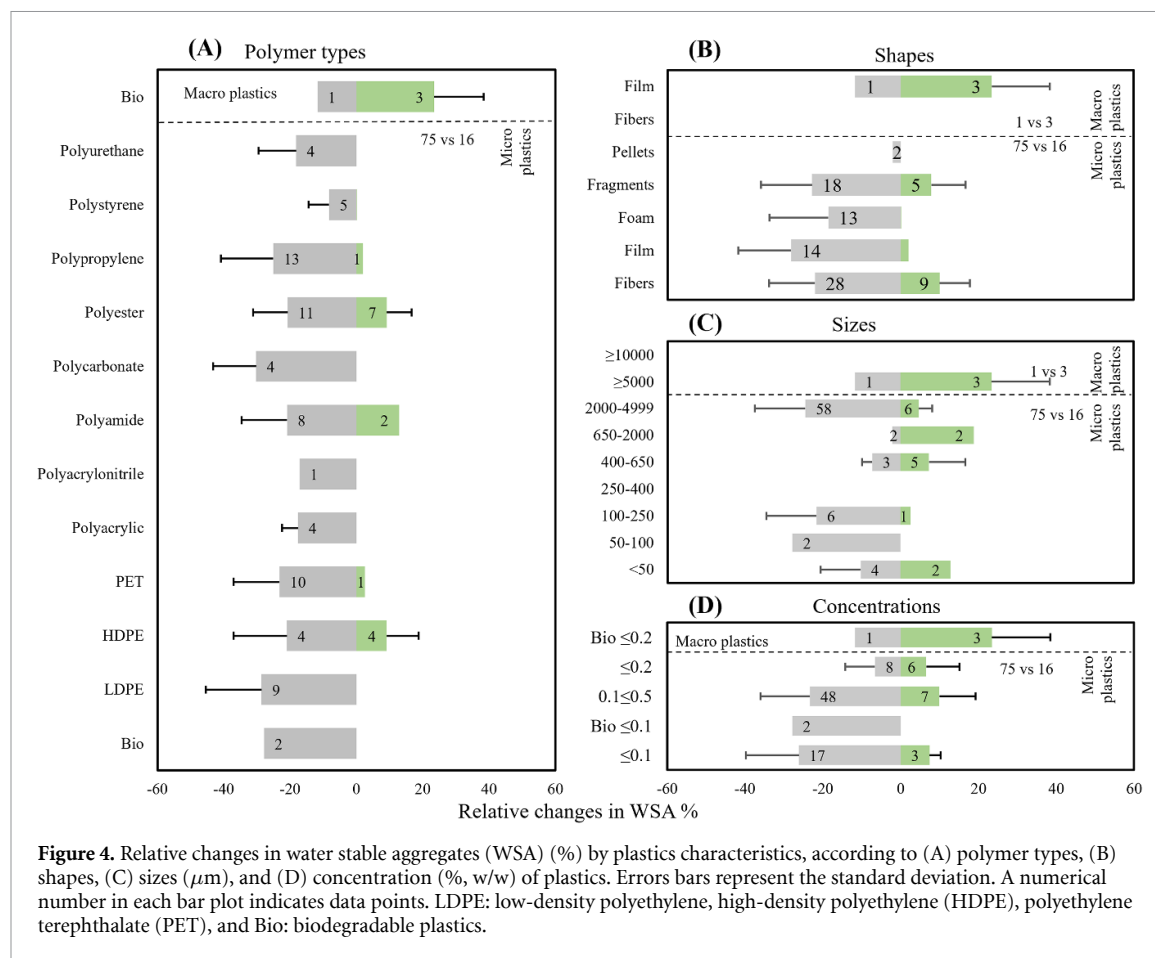 (A) Polymer types
Macro plastics
Bio 1 3
75 vs 16
Micro plastics
Polyurethane 4
Polystyrene 5
Polypropylene 13 1
Polyester 11 7
Polycarbonate 4
Polyamide 8 2
Polyacrylonitrile 1
Polyacrylic 4
PET 10 1
HDPE 4 4
LDPE 9
Bio 2
-60 -40 -20 0 20 40 60
(B) Shapes
Film 1 3
Macro plastics
Fibers 1 vs 3
75 vs 16
Micro plastics
Pellets 2
Fragments 18 5
Foam 13
Film 14
Fibers 28 9
(C) Sizes
≥10000
1 vs 3
Macro plastics
≥5000 1 3
2000-4999 58 6
75 vs 16
Micro plastics
650-2000 2 2
400-650 3 5
250-400
100-250 6 1
50-100 2
<50 4 2
(D) Concentrations
Bio ≤0.2 1 3
Macro plastics
≤0.2 8 6
75 vs 16
Micro plastics
0.1≤0.5 48 7
Bio ≤0.1 2
≤0.1 17 3
-60 -40 -20 0 20 40 60
Relative changes in WSA %
Figure 4. Relative changes in water stable aggregates (WSA) (%) by plastics characteristics, according to (A) polymer types, (B)
shapes, (C) sizes (μm), and (D) concentration (%, w/w) of plastics. Errors bars represent the standard deviation. A numerical
number in each bar plot indicates data points. LDPE: low-density polyethylene, high-density polyethylene (HDPE), polyethylene
terephthalate (PET), and Bio: biodegradable plastics.